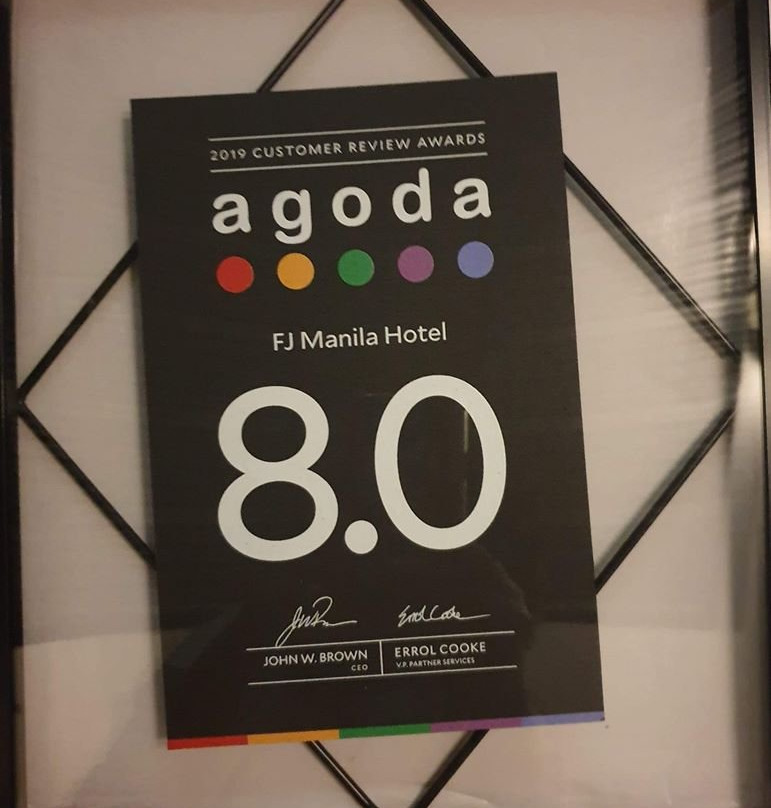 2019 CUSTOMER REVIEW AWARDS
agoda
FJ Manila Hotel
8.0
JOHN W. BROWN
CEO
ERROL COOKE
V.P. PARTNER SERVICES